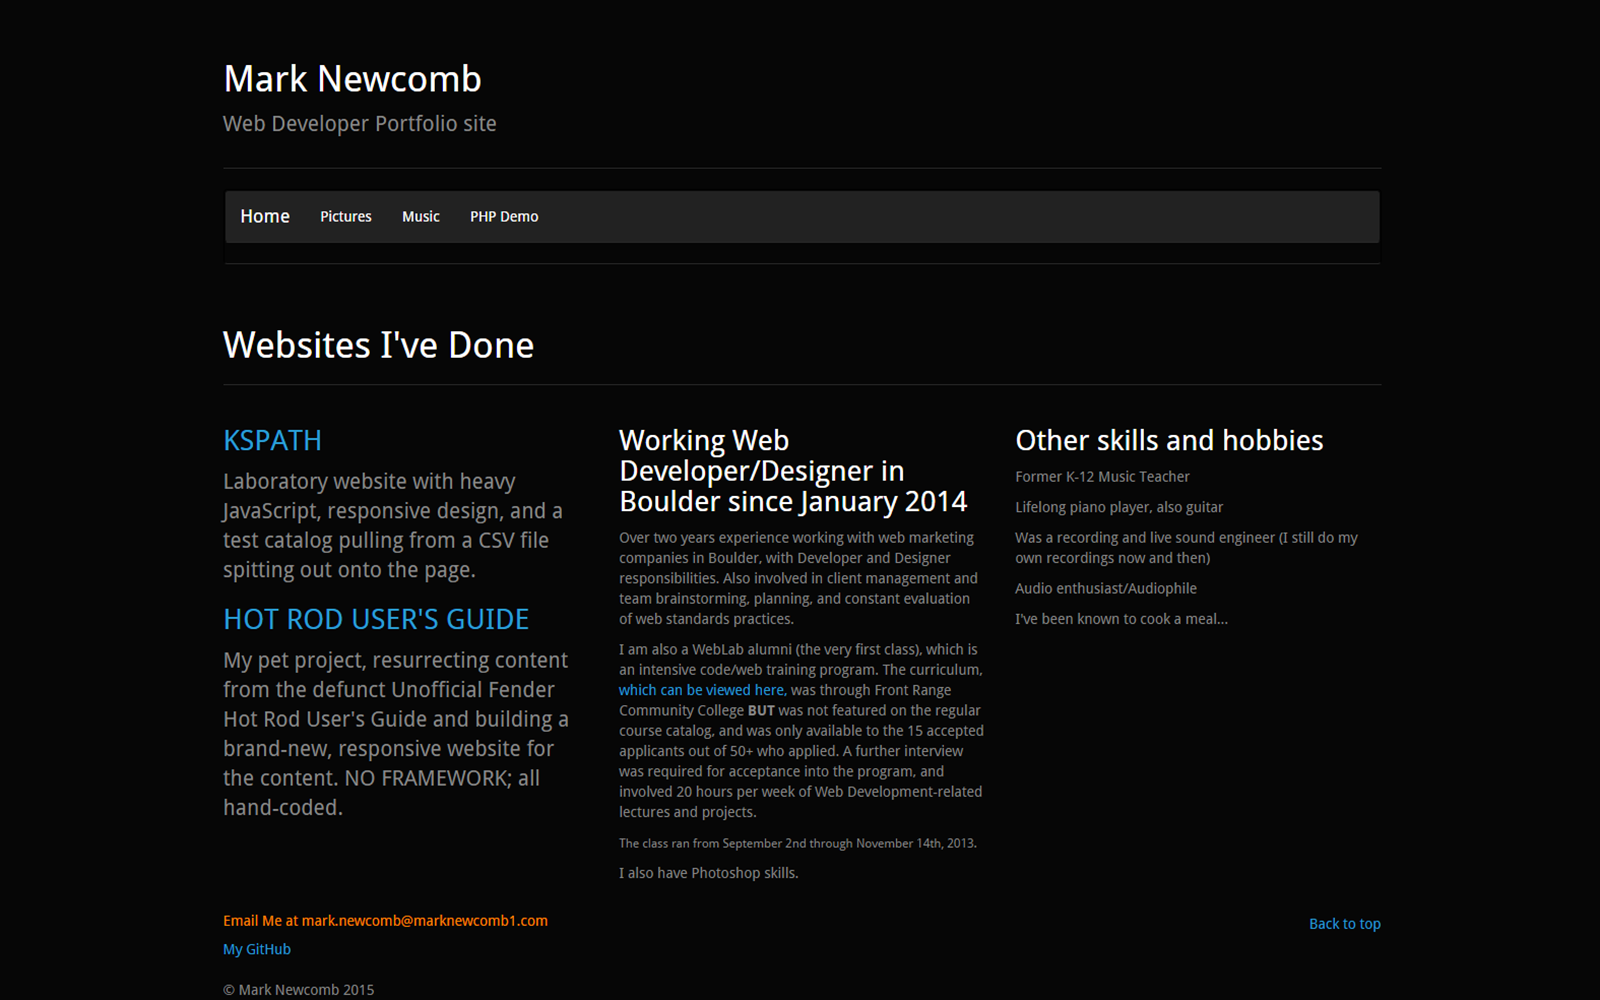 Mark Newcomb
Web Developer Portfolio site
Home Pictures Music PHP Demo
Websites I've Done
KSPATH
Laboratory website with heavy
JavaScript, responsive design, and a
test catalog pulling from a CSV file
spitting out onto the page.
HOT ROD USER'S GUIDE
My pet project, resurrecting content
from the defunct Unofficial Fender
Hot Rod User's Guide and building a
brand-new, responsive website for
the content. NO FRAMEWORK; all
hand-coded.
Working Web
Developer/Designer in
Boulder since January 2014
Over two years experience working with web marketing
companies in Boulder, with Developer and Designer
responsibilities. Also involved in client management and
team brainstorming, planning, and constant evaluation
of web standards practices.
I am also a WebLab alumni (the very first class), which is
an intensive code/web training program. The curriculum,
which can be viewed here, was through Front Range
Community College BUT was not featured on the regular
course catalog, and was only available to the 15 accepted
applicants out of 50+ who applied. A further interview
was required for acceptance into the program, and
involved 20 hours per week of Web Development-related
lectures and projects.
The class ran from September 2nd through November 14th, 2013.
I also have Photoshop skills.
Other skills and hobbies
Former K-12 Music Teacher
Lifelong piano player, also guitar
Was a recording and live sound engineer (I still do my
own recordings now and then)
Audio enthusiast/Audiophile
I've been known to cook a meal...
Email Me at mark.newcomb@marknewcomb1.com
Back to top
My GitHub
© Mark Newcomb 2015